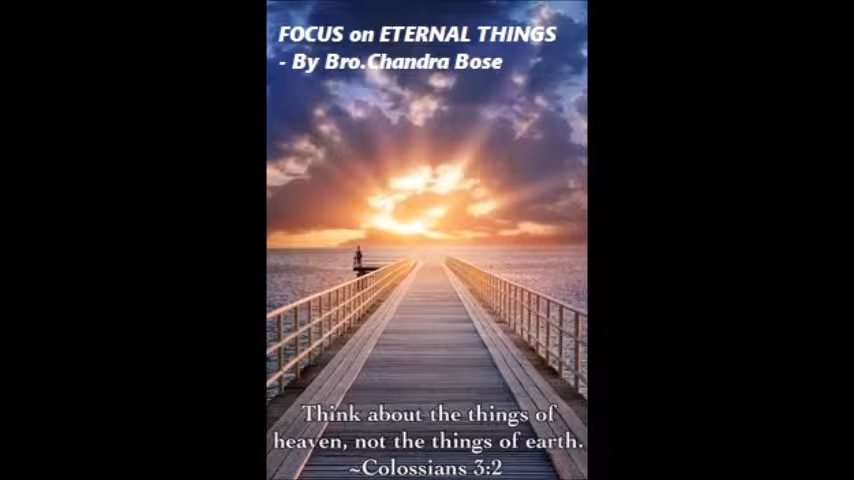 FOCUS on ETERNAL THINGS
- By Bro.Chandra Bose
Think about the things of
heaven, not the things of earth.
~Colossians 3:2